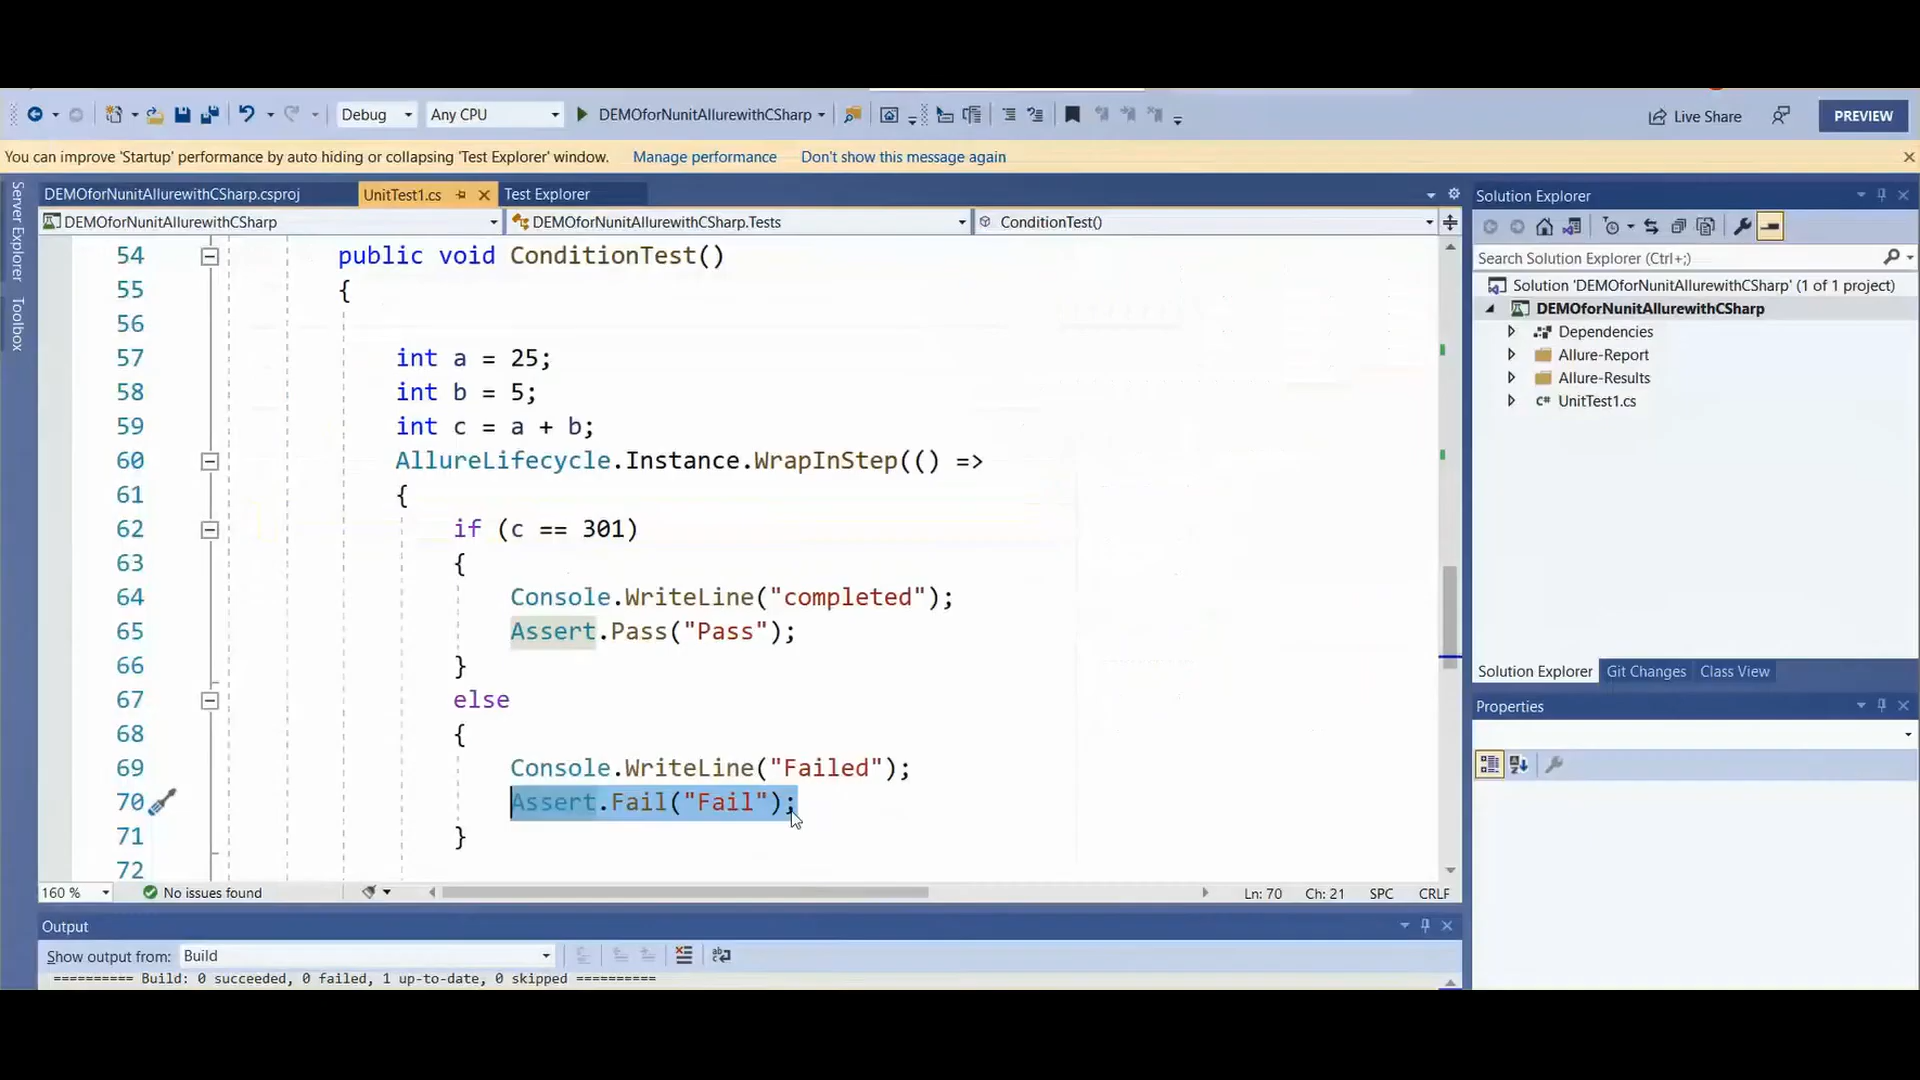 Debug Any CPU DEMOforNunitAllurewithCSharp Live Share PREVIEW
You can improve 'Startup' performance by auto hiding or collapsing 'Test Explorer' window. Manage performance Don't show this message again
Server Explorer
Toolbox
DEMOforNunitAllurewithCSharp.csproj UnitTest1.cs Test Explorer
DEMOforNunitAllurewithCSharp DEMOforNunitAllurewithCSharp.Tests ConditionTest()
54 public void ConditionTest()
55 {
56
57 int a = 25;
58 int b = 5;
59 int c = a + b;
60 AllureLifecycle.Instance.WrapInStep(() =>
61 {
62 if (c == 301)
63 {
64 Console.WriteLine("completed");
65 Assert.Pass("Pass");
66 }
67 else
68 {
69 Console.WriteLine("Failed");
70 Assert.Fail("Fail");
71 }
72
160 % No issues found Ln: 70 Ch: 21 SPC CRLF
Output
Show output from: Build
========== Build: 0 succeeded, 0 failed, 1 up-to-date, 0 skipped ==========
Solution Explorer
Search Solution Explorer (Ctrl+;)
Solution 'DEMOforNunitAllurewithCSharp' (1 of 1 project)
DEMOforNunitAllurewithCSharp
Dependencies
Allure-Report
Allure-Results
C# UnitTest1.cs
Solution Explorer Git Changes Class View
Properties